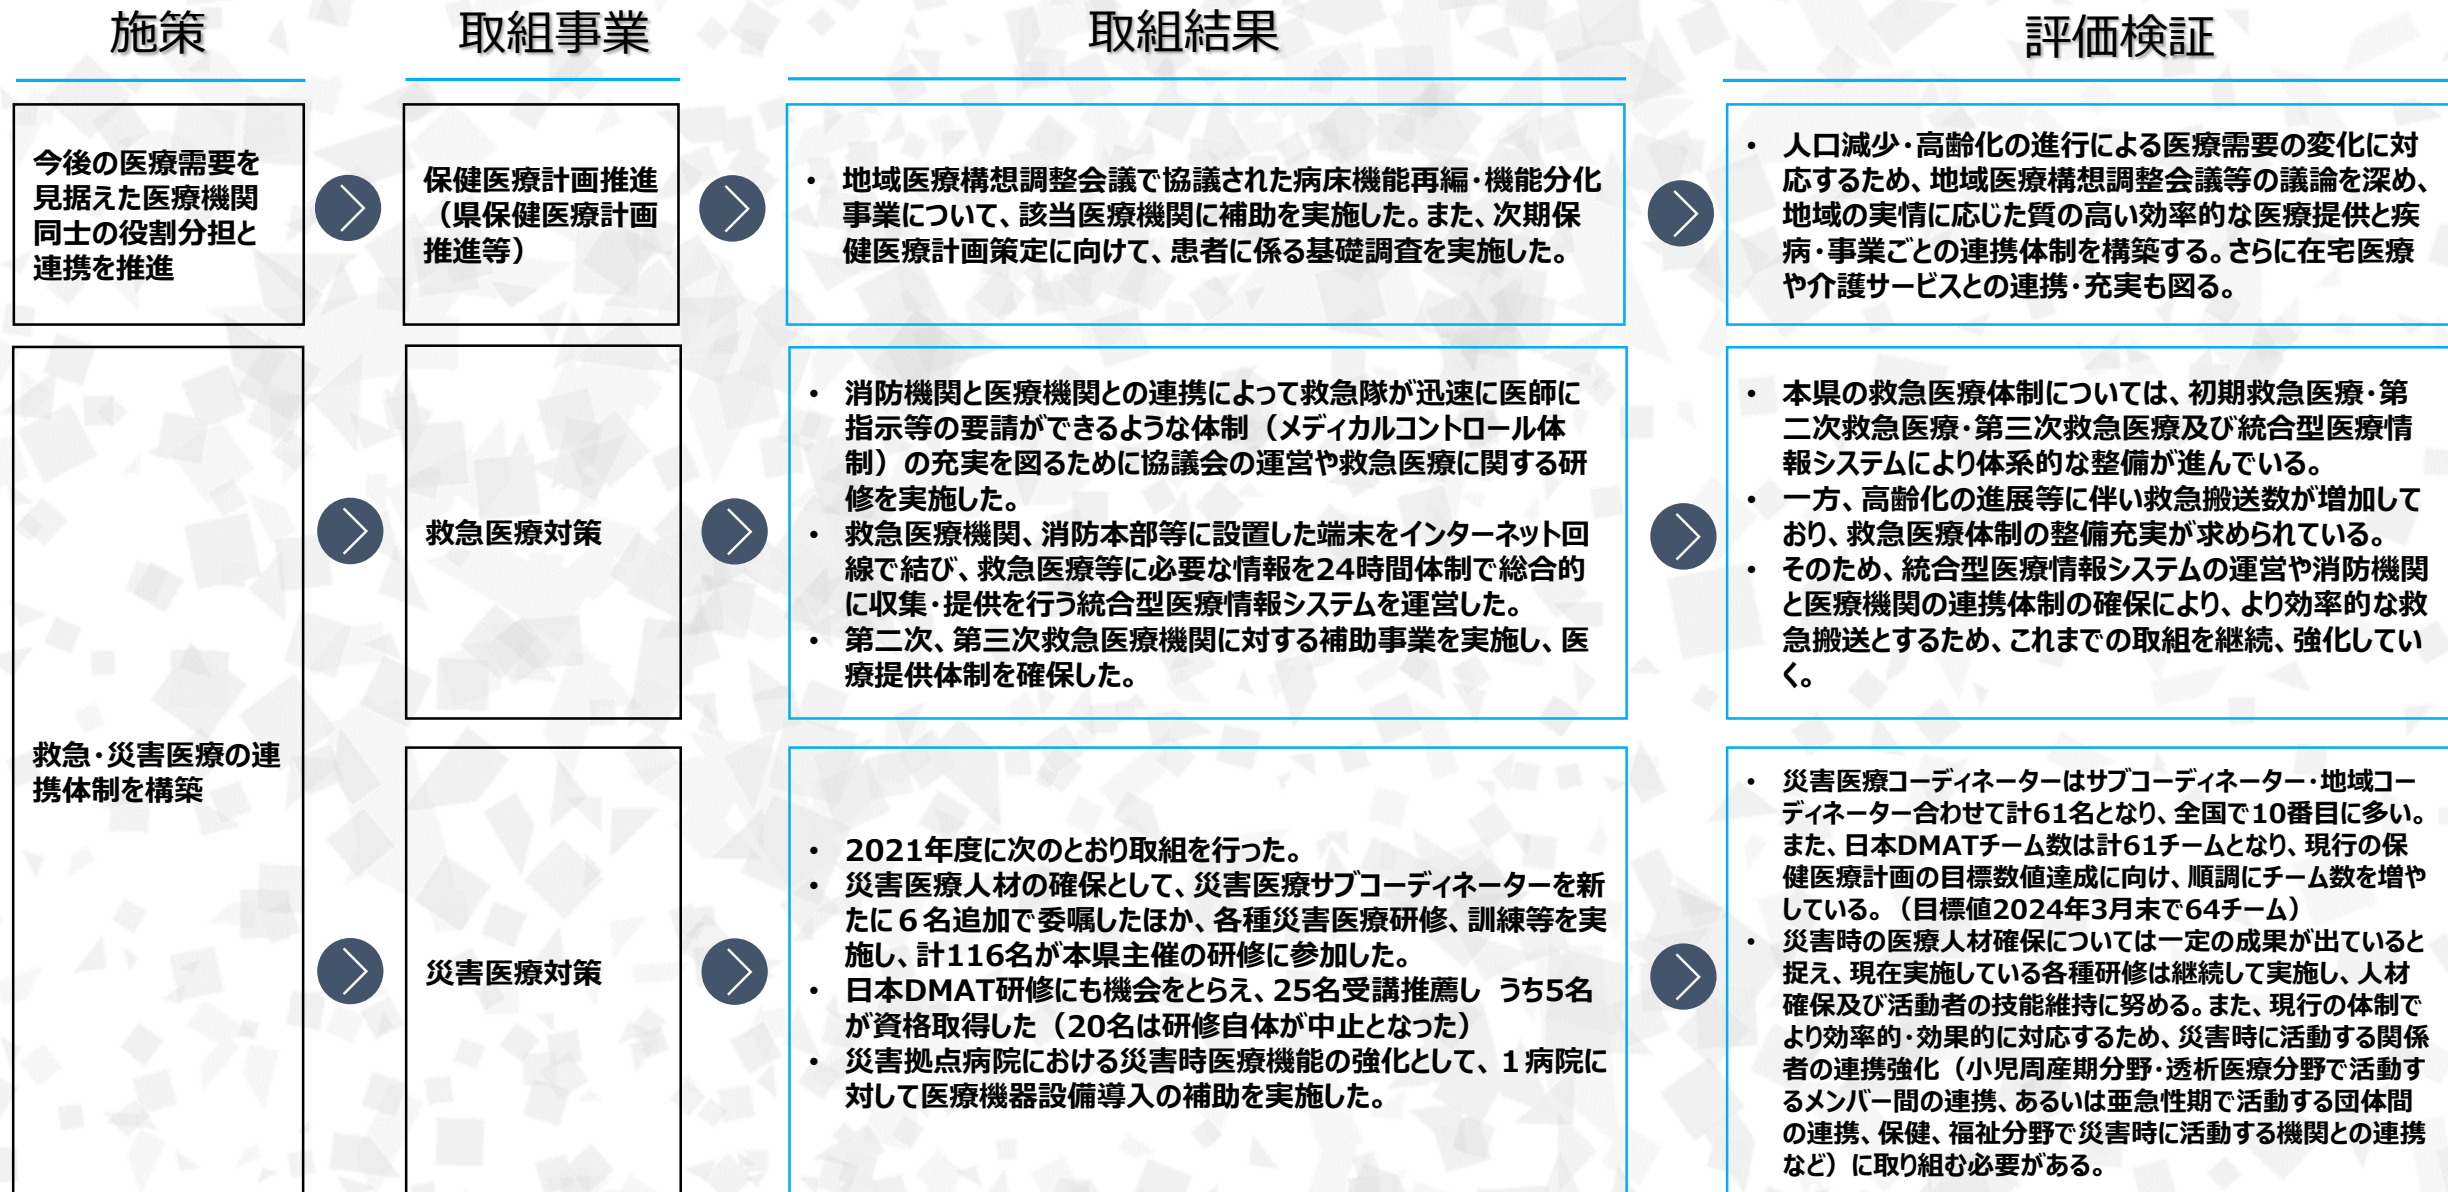 施策
取組事業
取組結果
評価検証
今後の医療需要を
見据えた医療機関
同士の役割分担と
連携を推進
保健医療計画推進
（県保健医療計画
推進等）
• 地域医療構想調整会議で協議された病床機能再編･機能分化
事業について、該当医療機関に補助を実施した。また、次期保
健医療計画策定に向けて、患者に係る基礎調査を実施した。
• 人口減少･高齢化の進行による医療需要の変化に対
応するため、地域医療構想調整会議等の議論を深め、
地域の実情に応じた質の高い効率的な医療提供と疾
病･事業ごとの連携体制を構築する。さらに在宅医療
や介護サービスとの連携･充実も図る。
救急･災害医療の連
携体制を構築
救急医療対策
• 消防機関と医療機関との連携によって救急隊が迅速に医師に
指示等の要請ができるような体制（メディカルコントロール体
制）の充実を図るために協議会の運営や救急医療に関する研
修を実施した。
• 救急医療機関、消防本部等に設置した端末をインターネット回
線で結び、救急医療等に必要な情報を24時間体制で総合的
に収集･提供を行う統合型医療情報システムを運営した。
• 第二次、第三次救急医療機関に対する補助事業を実施し、医
療提供体制を確保した。
• 本県の救急医療体制については、初期救急医療･第
二次救急医療･第三次救急医療及び統合型医療情
報システムにより体系的な整備が進んでいる。
• 一方、高齢化の進展等に伴い救急搬送数が増加して
おり、救急医療体制の整備充実が求められている。
• そのため、統合型医療情報システムの運営や消防機関
と医療機関の連携体制の確保により、より効率的な救
急搬送とするため、これまでの取組を継続、強化してい
く。
災害医療対策
• 2021年度に次のとおり取組を行った。
• 災害医療人材の確保として、災害医療サブコーディネーターを新
たに６名追加で委嘱したほか、各種災害医療研修、訓練等を実
施し、計116名が本県主催の研修に参加した。
• 日本DMAT研修にも機会をとらえ、25名受講推薦し　うち5名
が資格取得した（20名は研修自体が中止となった）
• 災害拠点病院における災害時医療機能の強化として、１病院に
対して医療機器設備導入の補助を実施した。
• 災害医療コーディネーターはサブコーディネーター･地域コー
ディネーター合わせて計61名となり、全国で10番目に多い。
また、日本DMATチーム数は計61チームとなり、現行の保
健医療計画の目標数値達成に向け、順調にチーム数を増や
している。（目標値2024年3月末で64チーム）
• 災害時の医療人材確保については一定の成果が出ていると
捉え、現在実施している各種研修は継続して実施し、人材
確保及び活動者の技能維持に努める。また、現行の体制で
より効率的･効果的に対応するため、災害時に活動する関係
者の連携強化（小児周産期分野･透析医療分野で活動す
るメンバー間の連携、あるいは亜急性期で活動する団体間
の連携、保健、福祉分野で災害時に活動する機関との連携
など）に取り組む必要がある。